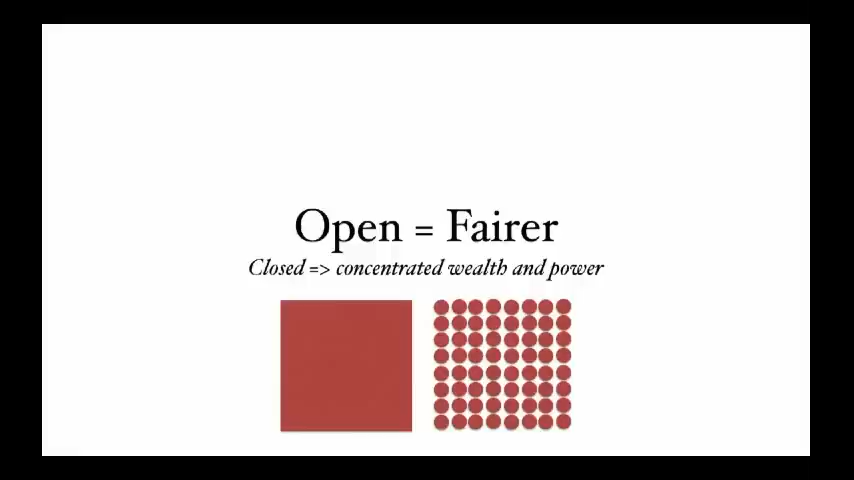 Open = Fairer
Closed => concentrated wealth and power